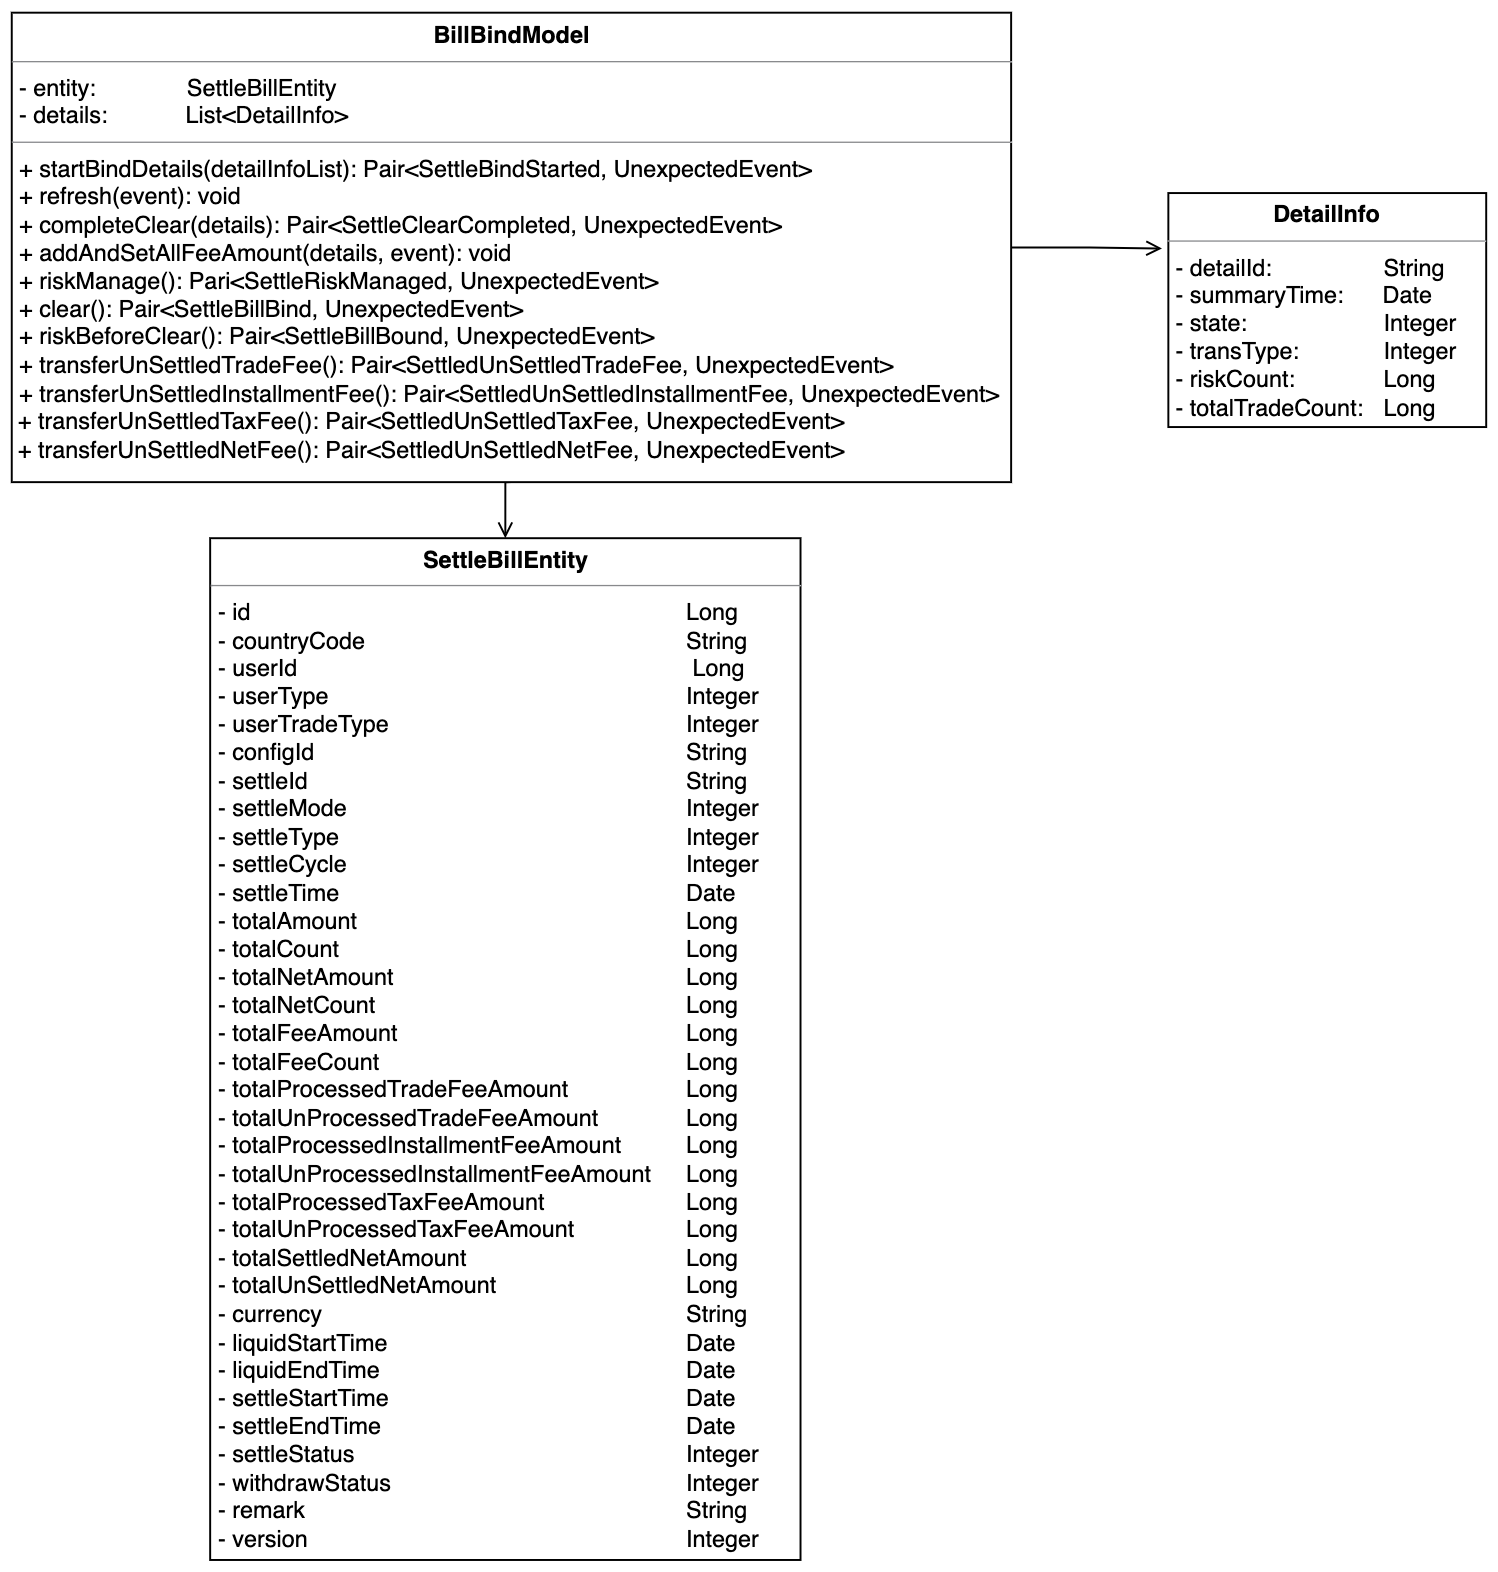 BillBindModel
- entity: SettleBillEntity
- details: List<DetailInfo>
+ startBindDetails(detailInfoList): Pair<SettleBindStarted, UnexpectedEvent>
+ refresh(event): void
+ completeClear(details): Pair<SettleClearCompleted, UnexpectedEvent>
+ addAndSetAllFeeAmount(details, event): void
+ riskManage(): Pari<SettleRiskManaged, UnexpectedEvent>
+ clear(): Pair<SettleBillBind, UnexpectedEvent>
+ riskBeforeClear(): Pair<SettleBillBound, UnexpectedEvent>
+ transferUnSettledTradeFee(): Pair<SettledUnSettledTradeFee, UnexpectedEvent>
+ transferUnSettledInstallmentFee(): Pair<SettledUnSettledInstallmentFee, UnexpectedEvent>
+ transferUnSettledTaxFee(): Pair<SettledUnSettledTaxFee, UnexpectedEvent>
+ transferUnSettledNetFee(): Pair<SettledUnSettledNetFee, UnexpectedEvent>
DetailInfo
- detailId: String
- summaryTime: Date
- state: Integer
- transType: Integer
- riskCount: Long
- totalTradeCount: Long
SettleBillEntity
- id Long
- countryCode String
- userId Long
- userType Integer
- userTradeType Integer
- configId String
- settleId String
- settleMode Integer
- settleType Integer
- settleCycle Integer
- settleTime Date
- totalAmount Long
- totalCount Long
- totalNetAmount Long
- totalNetCount Long
- totalFeeAmount Long
- totalFeeCount Long
- totalProcessedTradeFeeAmount Long
- totalUnProcessedTradeFeeAmount Long
- totalProcessedInstallmentFeeAmount Long
- totalUnProcessedInstallmentFeeAmount Long
- totalProcessedTaxFeeAmount Long
- totalUnProcessedTaxFeeAmount Long
- totalSettledNetAmount Long
- totalUnSettledNetAmount Long
- currency String
- liquidStartTime Date
- liquidEndTime Date
- settleStartTime Date
- settleEndTime Date
- settleStatus Integer
- withdrawStatus Integer
- remark String
- version Integer